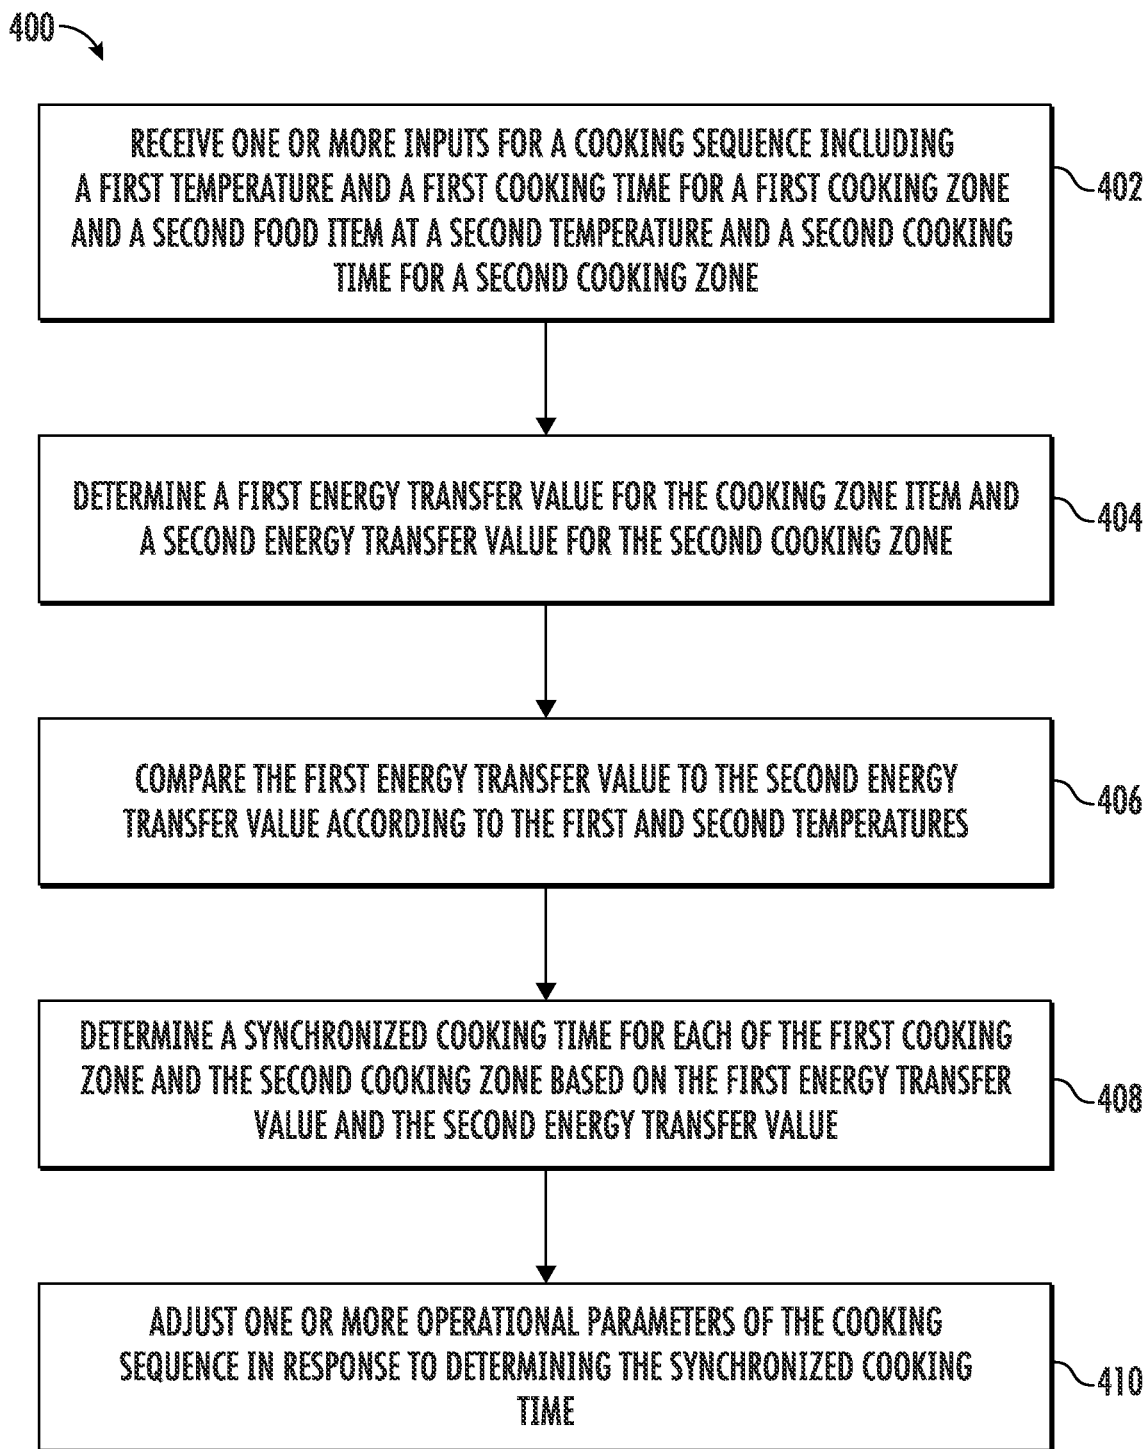 400
RECEIVE ONE OR MORE INPUTS FOR A COOKING SEQUENCE INCLUDING
A FIRST TEMPERATURE AND A FIRST COOKING TIME FOR A FIRST COOKING ZONE
AND A SECOND FOOD ITEM AT A SECOND TEMPERATURE AND A SECOND COOKING
TIME FOR A SECOND COOKING ZONE
402
DETERMINE A FIRST ENERGY TRANSFER VALUE FOR THE COOKING ZONE ITEM AND
A SECOND ENERGY TRANSFER VALUE FOR THE SECOND COOKING ZONE
404
COMPARE THE FIRST ENERGY TRANSFER VALUE TO THE SECOND ENERGY
TRANSFER VALUE ACCORDING TO THE FIRST AND SECOND TEMPERATURES
406
DETERMINE A SYNCHRONIZED COOKING TIME FOR EACH OF THE FIRST COOKING
ZONE AND THE SECOND COOKING ZONE BASED ON THE FIRST ENERGY TRANSFER
VALUE AND THE SECOND ENERGY TRANSFER VALUE
408
ADJUST ONE OR MORE OPERATIONAL PARAMETERS OF THE COOKING
SEQUENCE IN RESPONSE TO DETERMINING THE SYNCHRONIZED COOKING
TIME
410